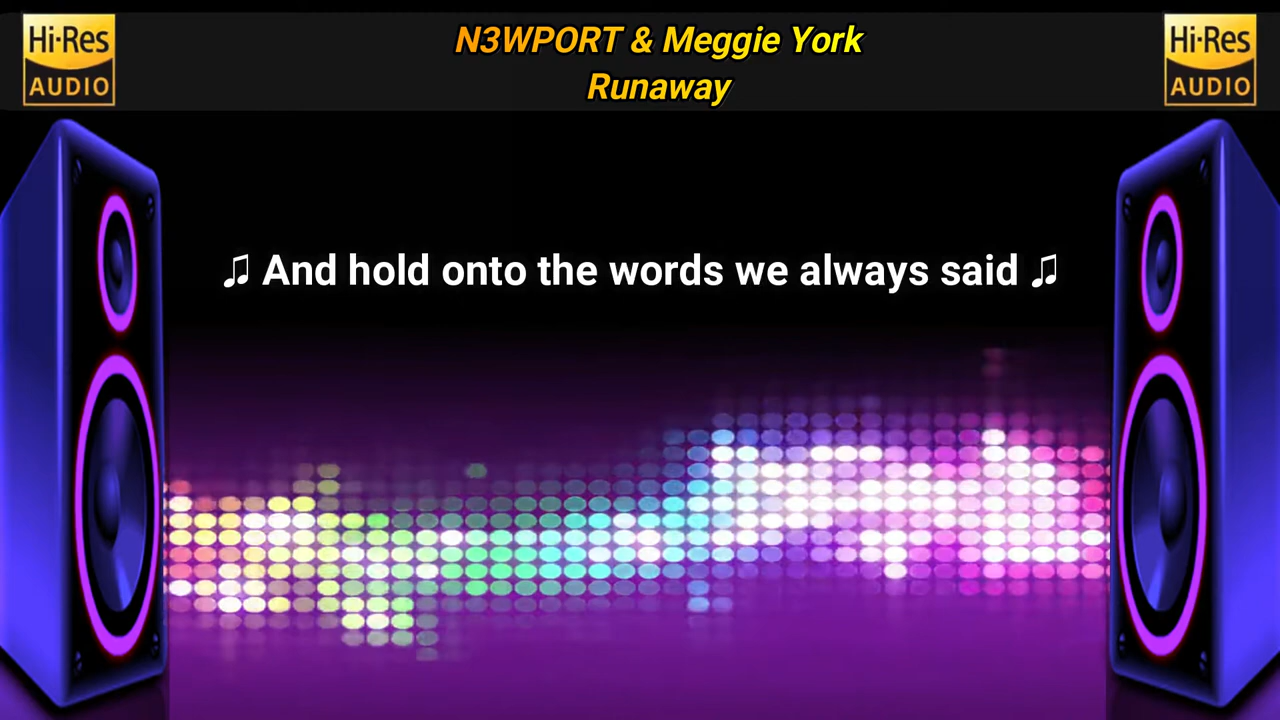 Hi-Res
AUDIO
N3WPORT & Meggie York
Runaway
Hi-Res
AUDIO
♫ And hold onto the words we always said ♫